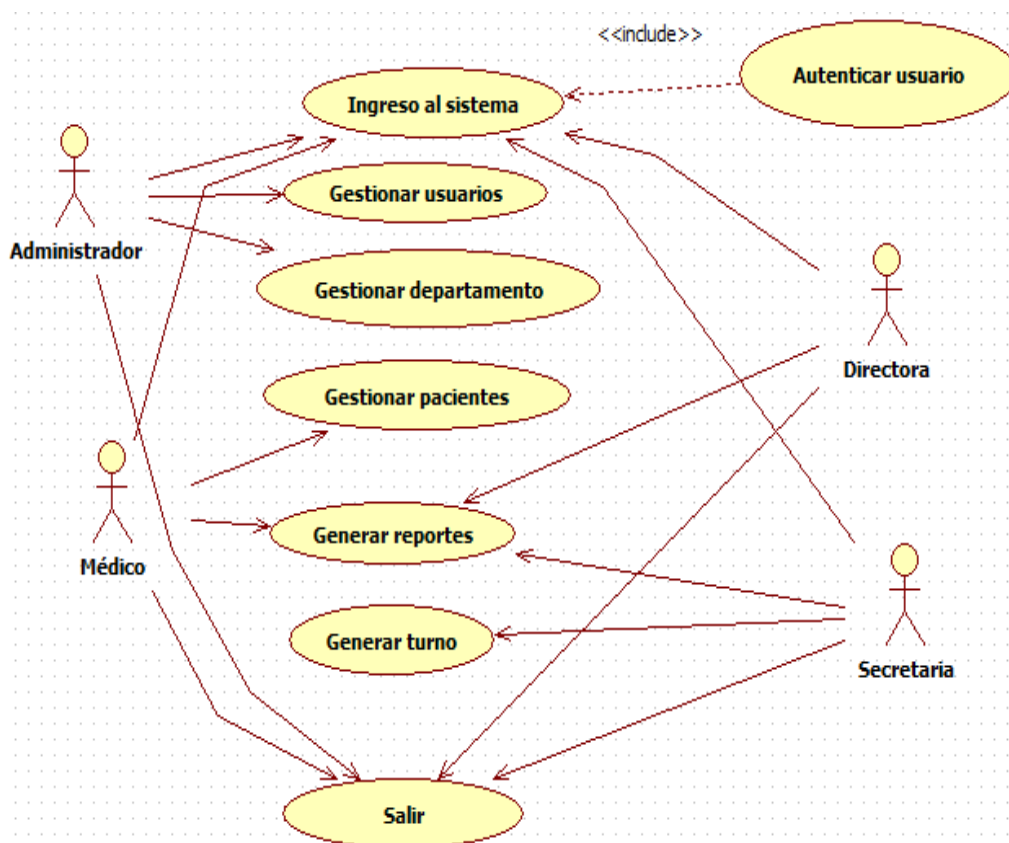 <<include>>
Autenticar usuario
Ingreso al sistema
Gestionar usuarios
Administrador
Gestionar departamento
Directora
Gestionar pacientes
Generar reportes
Médico
Generar turno
Secretaria
Salir